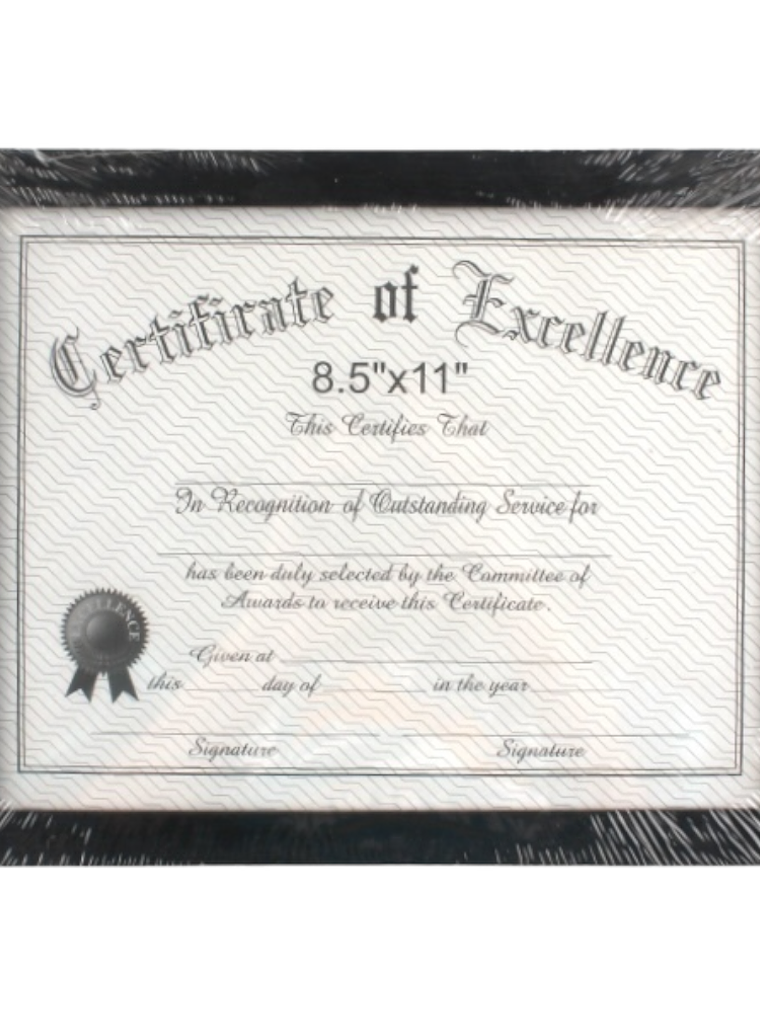 Certificate of Excellence
8.5"x11"
This Certifies That
In Recognition of Outstanding Service for
has been duly selected by the Committee of
Awards to receive this Certificate.
EXCELLENCE
Given at
this day of in the year
Signature Signature